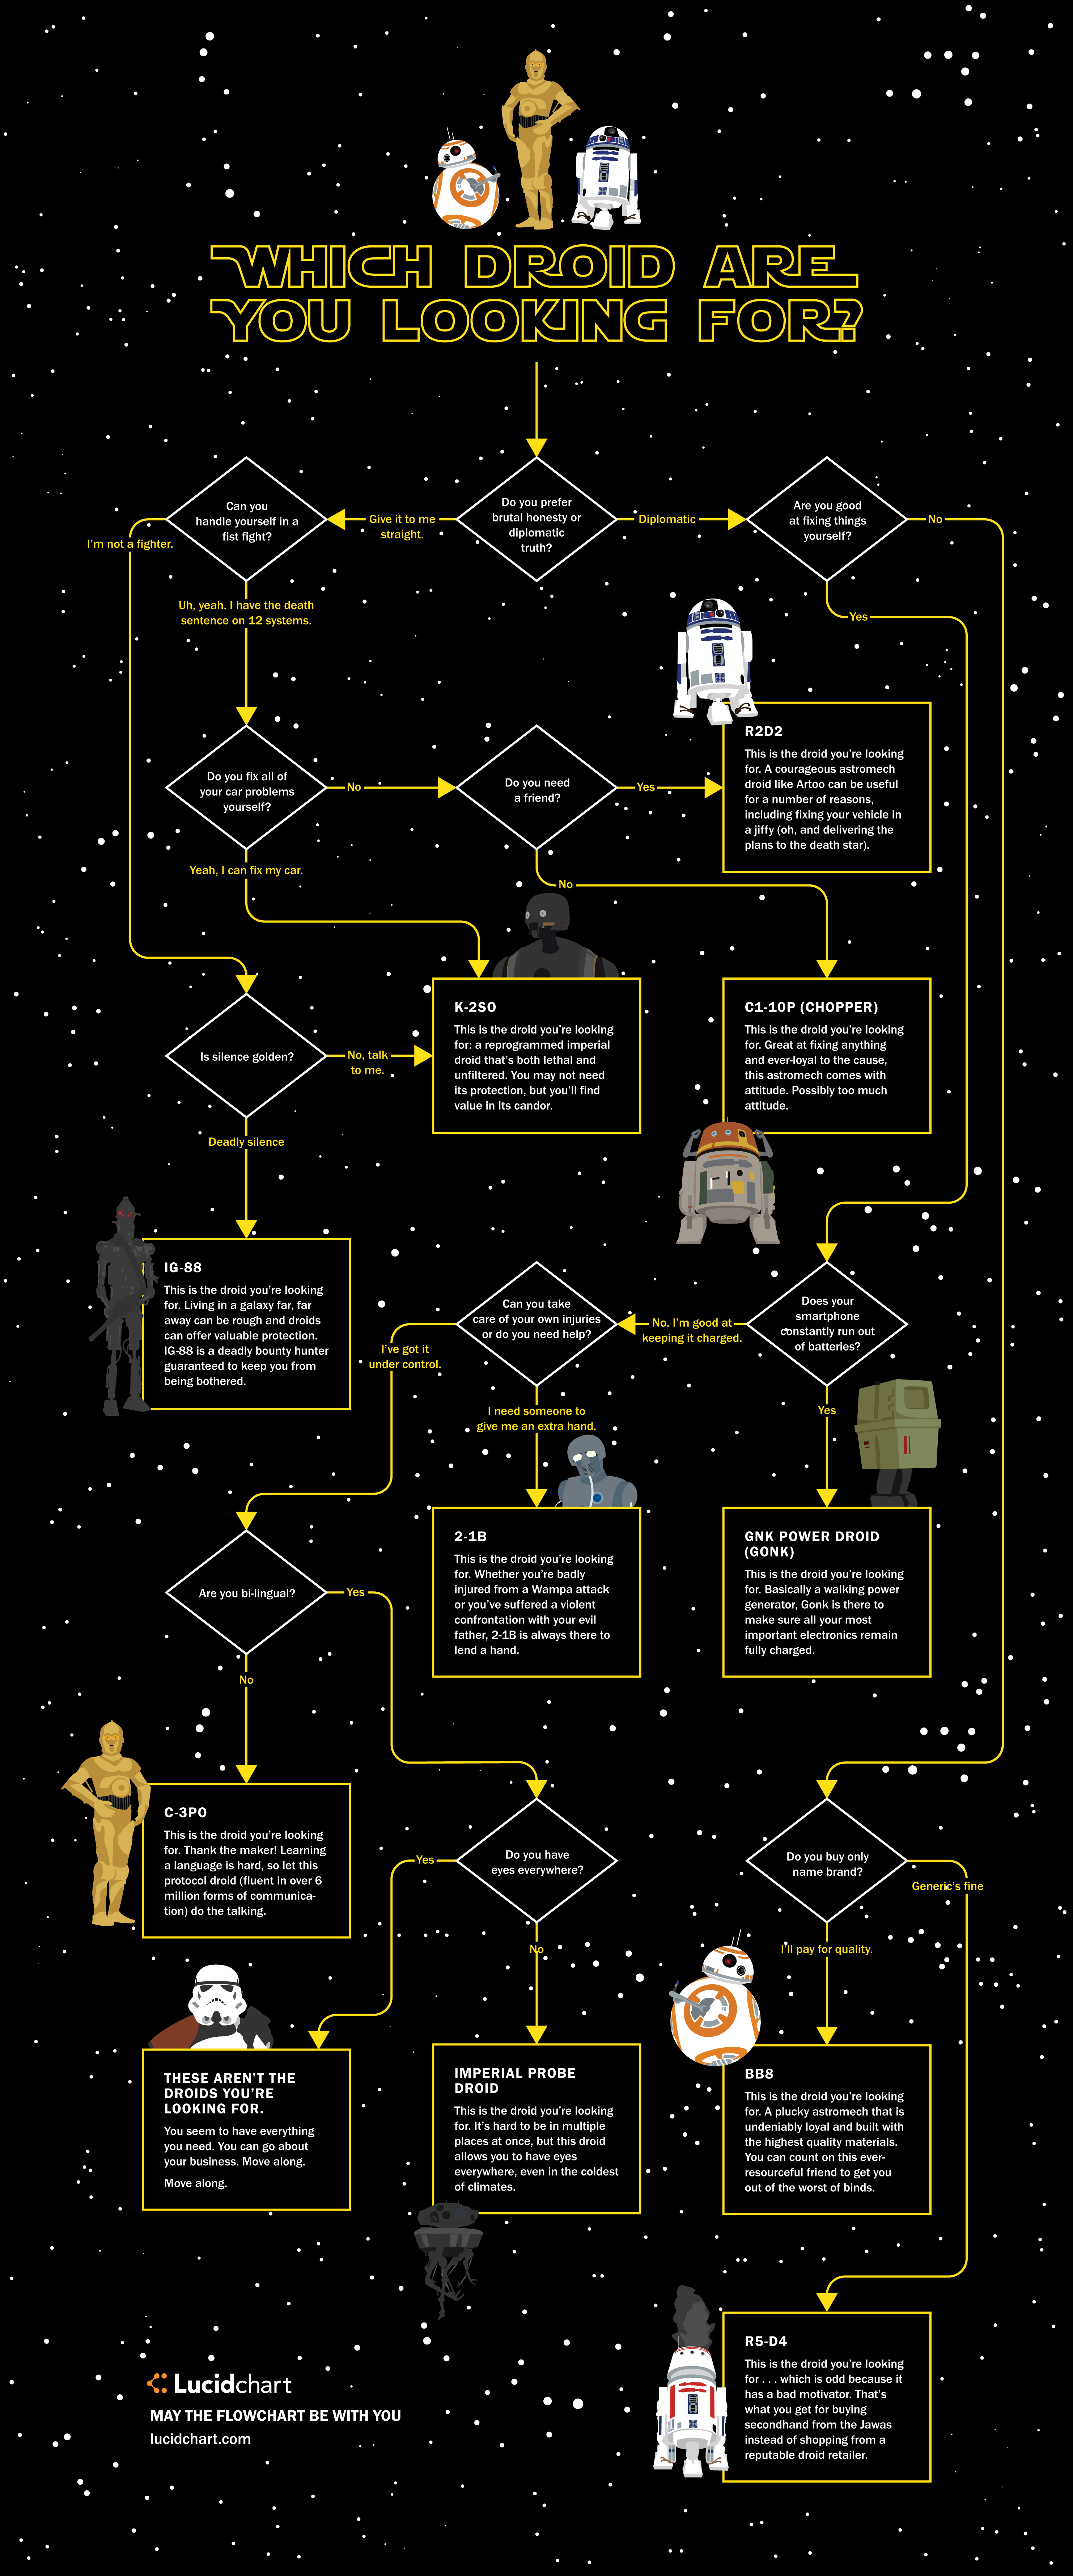 WHICH DROID ARE
YOU LOOKING FOR?
Can you
handle yourself in a
fist fight?
Give it to me
straight.
Do you prefer
brutal honesty or
diplomatic
truth?
Diplomatic
Are you good
at fixing things
yourself?
No
I'm not a fighter.
Uh, yeah. I have the death
sentence on 12 systems.
Yes
Do you fix all of
your car problems
yourself?
No
Do you need
a friend?
Yes
R2D2
This is the droid you're looking
for. A courageous astromech
droid like Artoo can be useful
for a number of reasons,
including fixing your vehicle in
a jiffy (oh, and delivering the
plans to the death star).
Yeah, I can fix my car.
No
Is silence golden?
No, talk
to me.
K-2SO
This is the droid you're looking
for: a reprogrammed imperial
droid that's both lethal and
unfiltered. You may not need
its protection, but you'll find
value in its candor.
C1-10P (CHOPPER)
This is the droid you're looking
for. Great at fixing anything
and ever-loyal to the cause,
this astromech comes with
attitude. Possibly too much
attitude.
Deadly silence
IG-88
This is the droid you're looking
for. Living in a galaxy far, far
away can be rough and droids
can offer valuable protection.
IG-88 is a deadly bounty hunter
guaranteed to keep you from
being bothered.
I've got it
under control.
Can you take
care of your own injuries
or do you need help?
No, I'm good at
keeping it charged.
Does your
smartphone
constantly run out
of batteries?
I need someone to
give me an extra hand.
Yes
Are you bi-lingual?
Yes
2-1B
This is the droid you're looking
for. Whether you're badly
injured from a Wampa attack
or you've suffered a violent
confrontation with your evil
father, 2-1B is always there to
lend a hand.
GNK POWER DROID
(GONK)
This is the droid you're looking
for. Basically a walking power
generator, Gonk is there to
make sure all your most
important electronics remain
fully charged.
No
C-3PO
This is the droid you're looking
for. Thank the maker! Learning
a language is hard, so let this
protocol droid (fluent in over 6
million forms of communica-
tion) do the talking.
Yes
Do you have
eyes everywhere?
Do you buy only
name brand?
Generic's fine
No
I'll pay for quality.
THESE AREN'T THE
DROIDS YOU'RE
LOOKING FOR.
You seem to have everything
you need. You can go about
your business. Move along.
Move along.
IMPERIAL PROBE
DROID
This is the droid you're looking
for. It's hard to be in multiple
places at once, but this droid
allows you to have eyes
everywhere, even in the coldest
of climates.
BB8
This is the droid you're looking
for. A plucky astromech that is
undeniably loyal and built with
the highest quality materials.
You can count on this ever-
resourceful friend to get you
out of the worst of binds.
R5-D4
This is the droid you're looking
for . . . which is odd because it
has a bad motivator. That's
what you get for buying
secondhand from the Jawas
instead of shopping from a
reputable droid retailer.
Lucidchart
MAY THE FLOWCHART BE WITH YOU
lucidchart.com